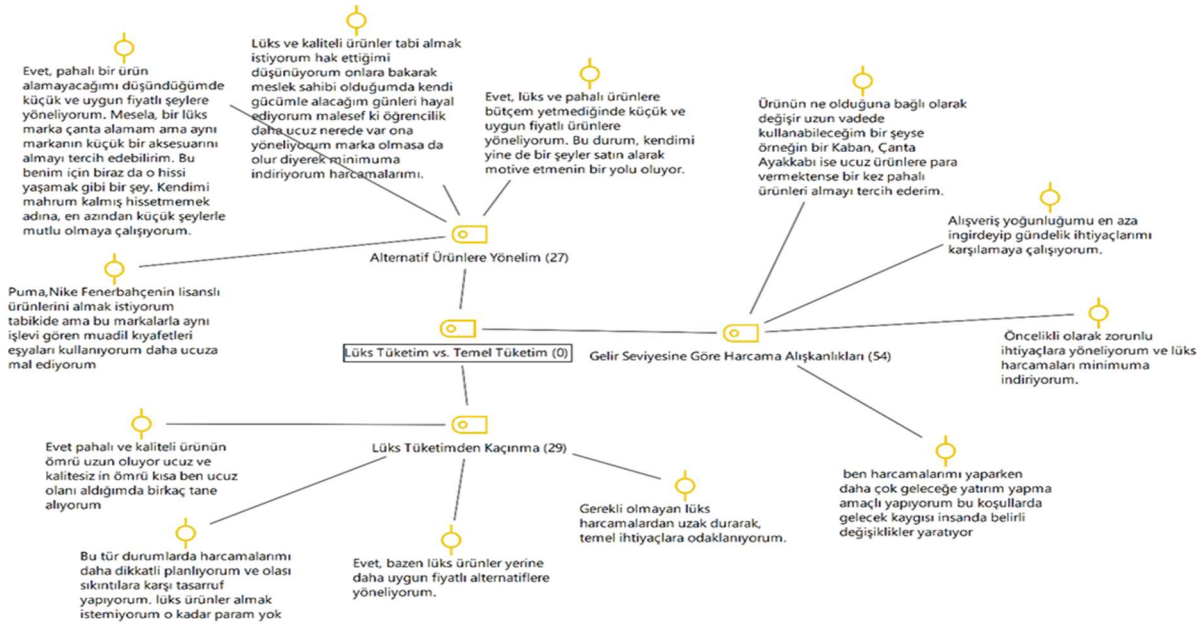 Evet, pahalı bir ürün
alamayacağımı düşündüğümde
küçük ve uygun fiyatlı şeylere
yöneliyorum. Mesela, bir lüks
marka çanta alamam ama aynı
markanın küçük bir aksesuarını
almayı tercih edebilirim. Bu
benim için biraz da o hissi
yaşamak gibi bir şey. Kendimi
mahrum kalmış hissetmemek
adına, en azından küçük şeylerle
mutlu olmaya çalışıyorum.
Lüks ve kaliteli ürünler tabi almak
istiyorum hak ettiğimi
düşünüyorum onlara bakarak
meslek sahibi olduğumda kendi
gücümle alacağım günleri hayal
ediyorum malesef ki öğrencilik
daha ucuz nerede var ona
yöneliyorum marka olmasa da
olur diyerek minimuma
indiriyorum harcamalarımı.
Evet, lüks ve pahalı ürünlere
bütçem yetmediğinde küçük ve
uygun fiyatlı ürünlere
yöneliyorum. Bu durum, kendimi
yine de bir şeyler satın alarak
motive etmenin bir yolu oluyor.
Ürünün ne olduğuna bağlı olarak
değişir uzun vadede
kullanabileceğim bir şeyse
örneğin bir Kaban, Çanta
Ayakkabı ise ucuz ürünlere para
vermektense bir kez pahalı
ürünleri almayı tercih ederim.
Alışveriş yoğunluğumu en aza
ingirdeyip gündelik ihtiyaçlarımı
karşılamaya çalışıyorum.
Alternatif Ürünlere Yönelim (27)
Puma,Nike Fenerbahçenin lisanslı
ürünlerini almak istiyorum
tabikide ama bu markalarla aynı
işlevi gören muadil kıyafetleri
eşyaları kullanıyorum daha ucuza
mal ediyorum
Lüks Tüketim vs. Temel Tüketim (0)
Gelir Seviyesine Göre Harcama Alışkanlıkları (54)
Öncelikli olarak zorunlu
ihtiyaçlara yöneliyorum ve lüks
harcamaları minimuma
indiriyorum.
Lüks Tüketimden Kaçınma (29)
Evet pahalı ve kaliteli ürünün
ömrü uzun oluyor ucuz ve
kalitesiz in ömrü kısa ben ucuz
olanı aldığımda birkaç tane
alıyorum
Bu tür durumlarda harcamalarımı
daha dikkatli planlıyorum ve olası
sıkıntılara karşı tasarruf
yapıyorum. lüks ürünler almak
istemiyorum o kadar param yok
Evet, bazen lüks ürünler yerine
daha uygun fiyatlı alternatiflere
yöneliyorum.
Gerekli olmayan lüks
harcamalardan uzak durarak,
temel ihtiyaçlara odaklanıyorum.
ben harcamalarımı yaparken
daha çok geleceğe yatırım yapma
amaçlı yapıyorum bu koşullarda
gelecek kaygısı insanda belirli
değişiklikler yaratıyor